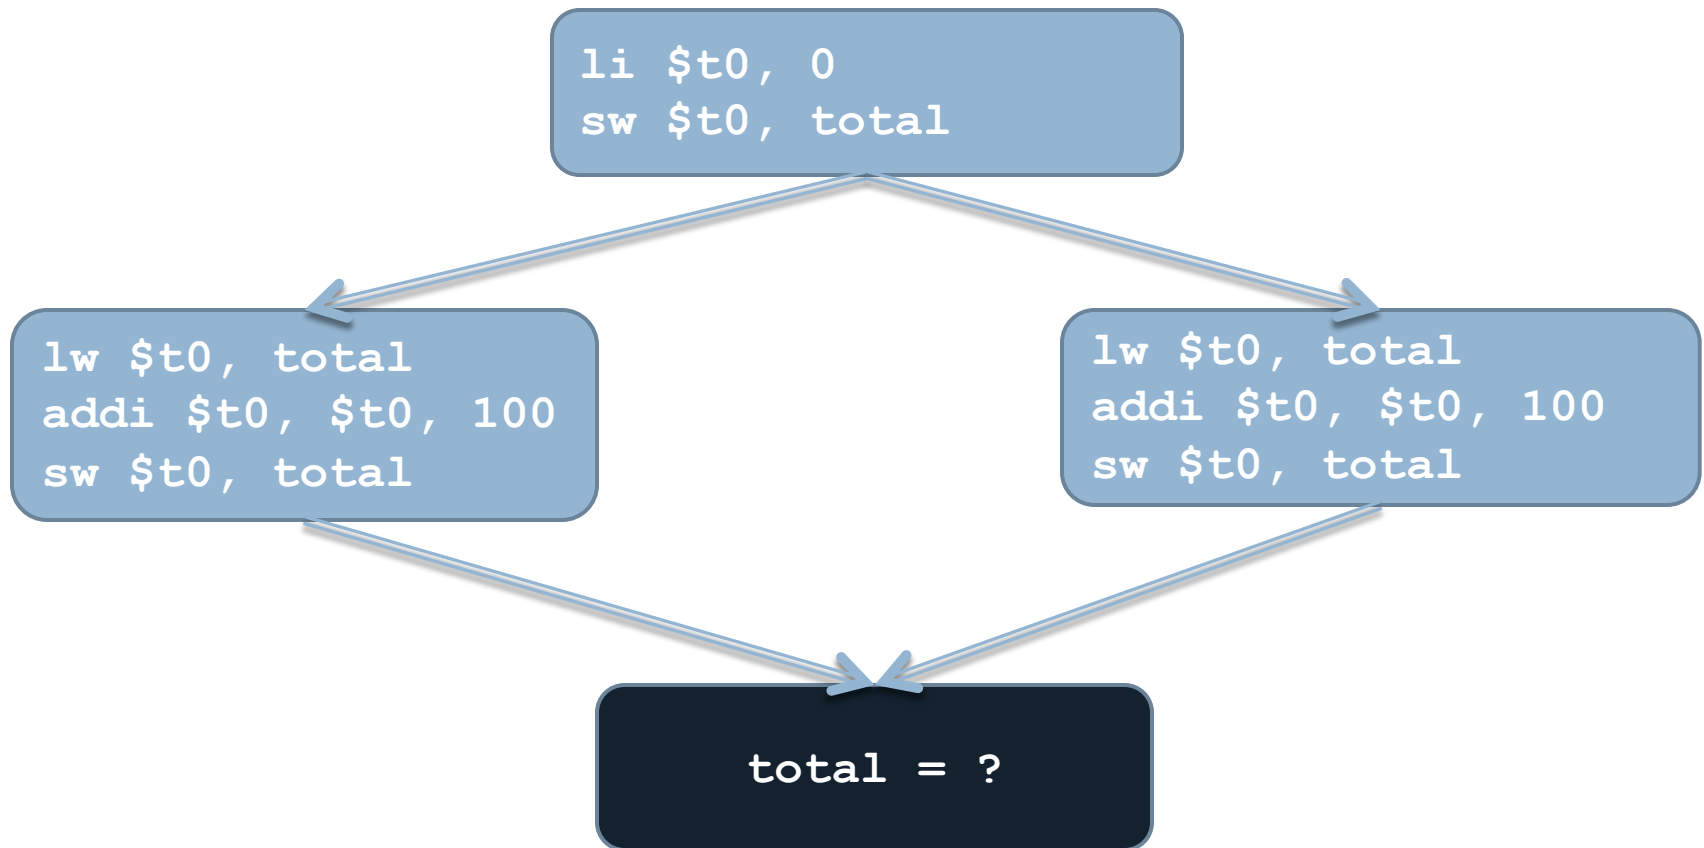 li $t0, 0
sw $t0, total
lw $t0, total
addi $t0, $t0, 100
sw $t0, total
lw $t0, total
addi $t0, $t0, 100
sw $t0, total
total = ?